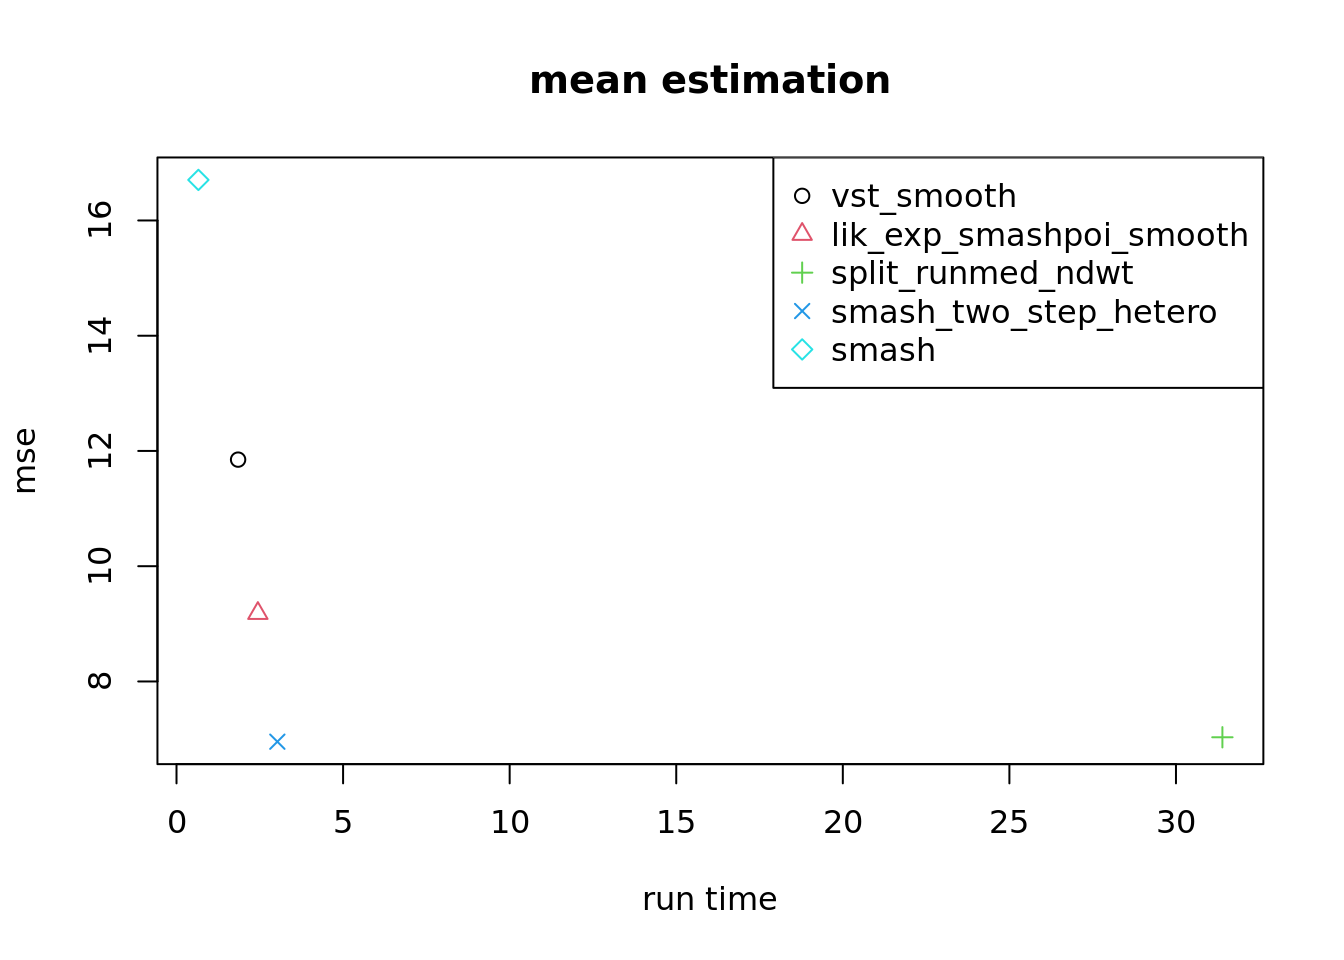 mean estimation
vst_smooth
lik_exp_smashpoi_smooth
split_runmed_ndwt
smash_two_step_hetero
smash
mse
16
14
12
10
8
0 5 10 15 20 25 30
run time